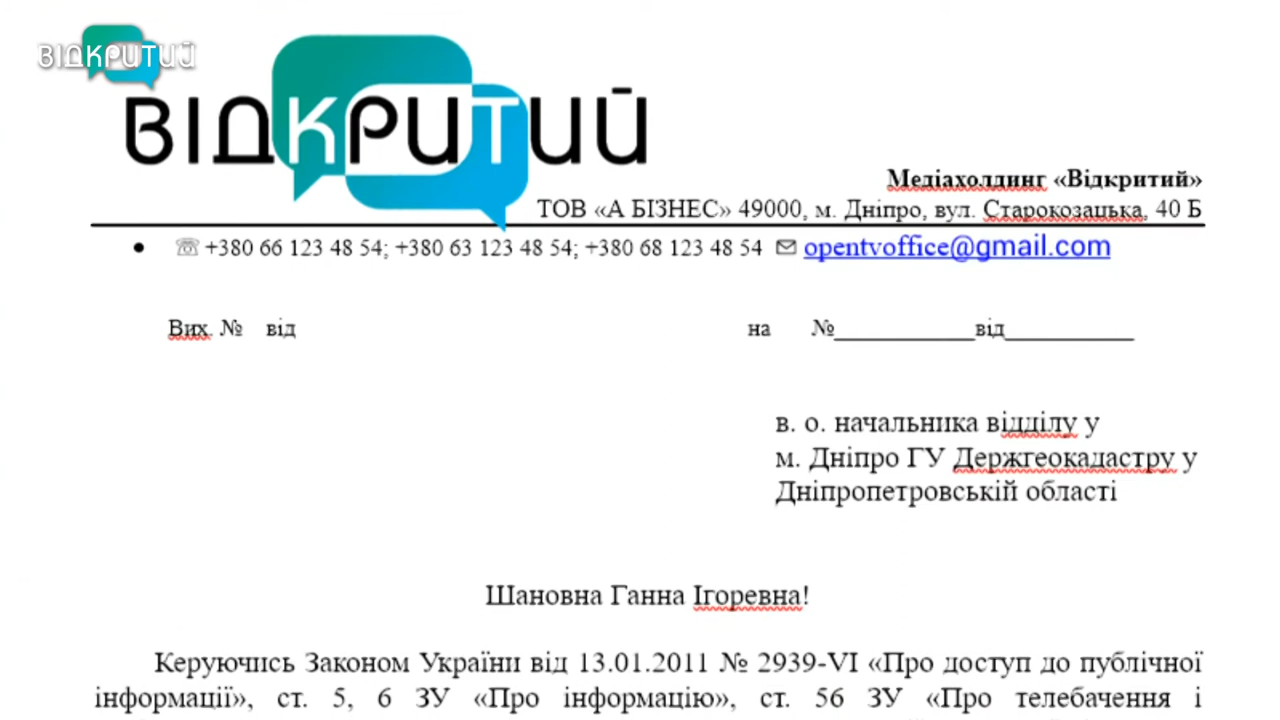 ВІДКРИТИЙ
ВІДКРИТИЙ
Медіахолдинг «Відкритий»
ТОВ «А БІЗНЕС» 49000, м. Дніпро, вул. Старокозацька, 40 Б
• ☏ +380 66 123 48 54; +380 63 123 48 54; +380 68 123 48 54 ✉ opentvoffice@gmail.com
Вих. № від на №___________від__________
в. о. начальника відділу у
м. Дніпро ГУ Держгеокадастру у
Дніпропетровській області
Шановна Ганна Ігоревна!
Керуючись Законом України від 13.01.2011 № 2939-VI «Про доступ до публічної
інформації», ст. 5, 6 ЗУ «Про інформацію», ст. 56 ЗУ «Про телебачення і